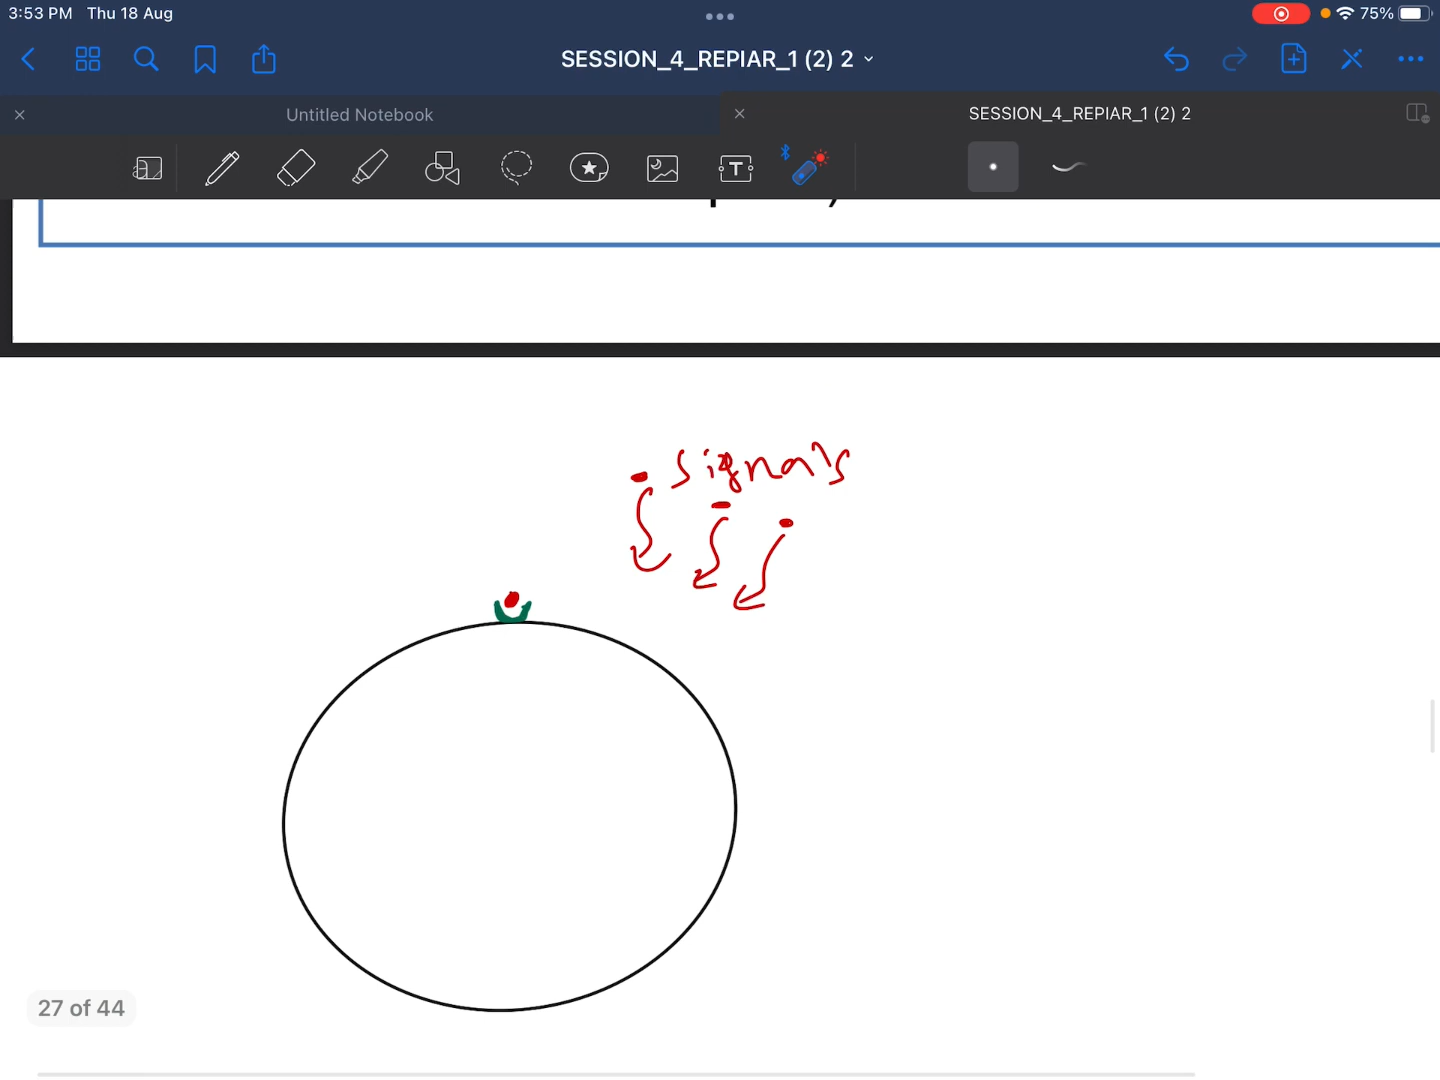 3:53 PM Thu 18 Aug
75%
SESSION_4_REPIAR_1 (2) 2
Untitled Notebook
SESSION_4_REPIAR_1 (2) 2
signals
27 of 44